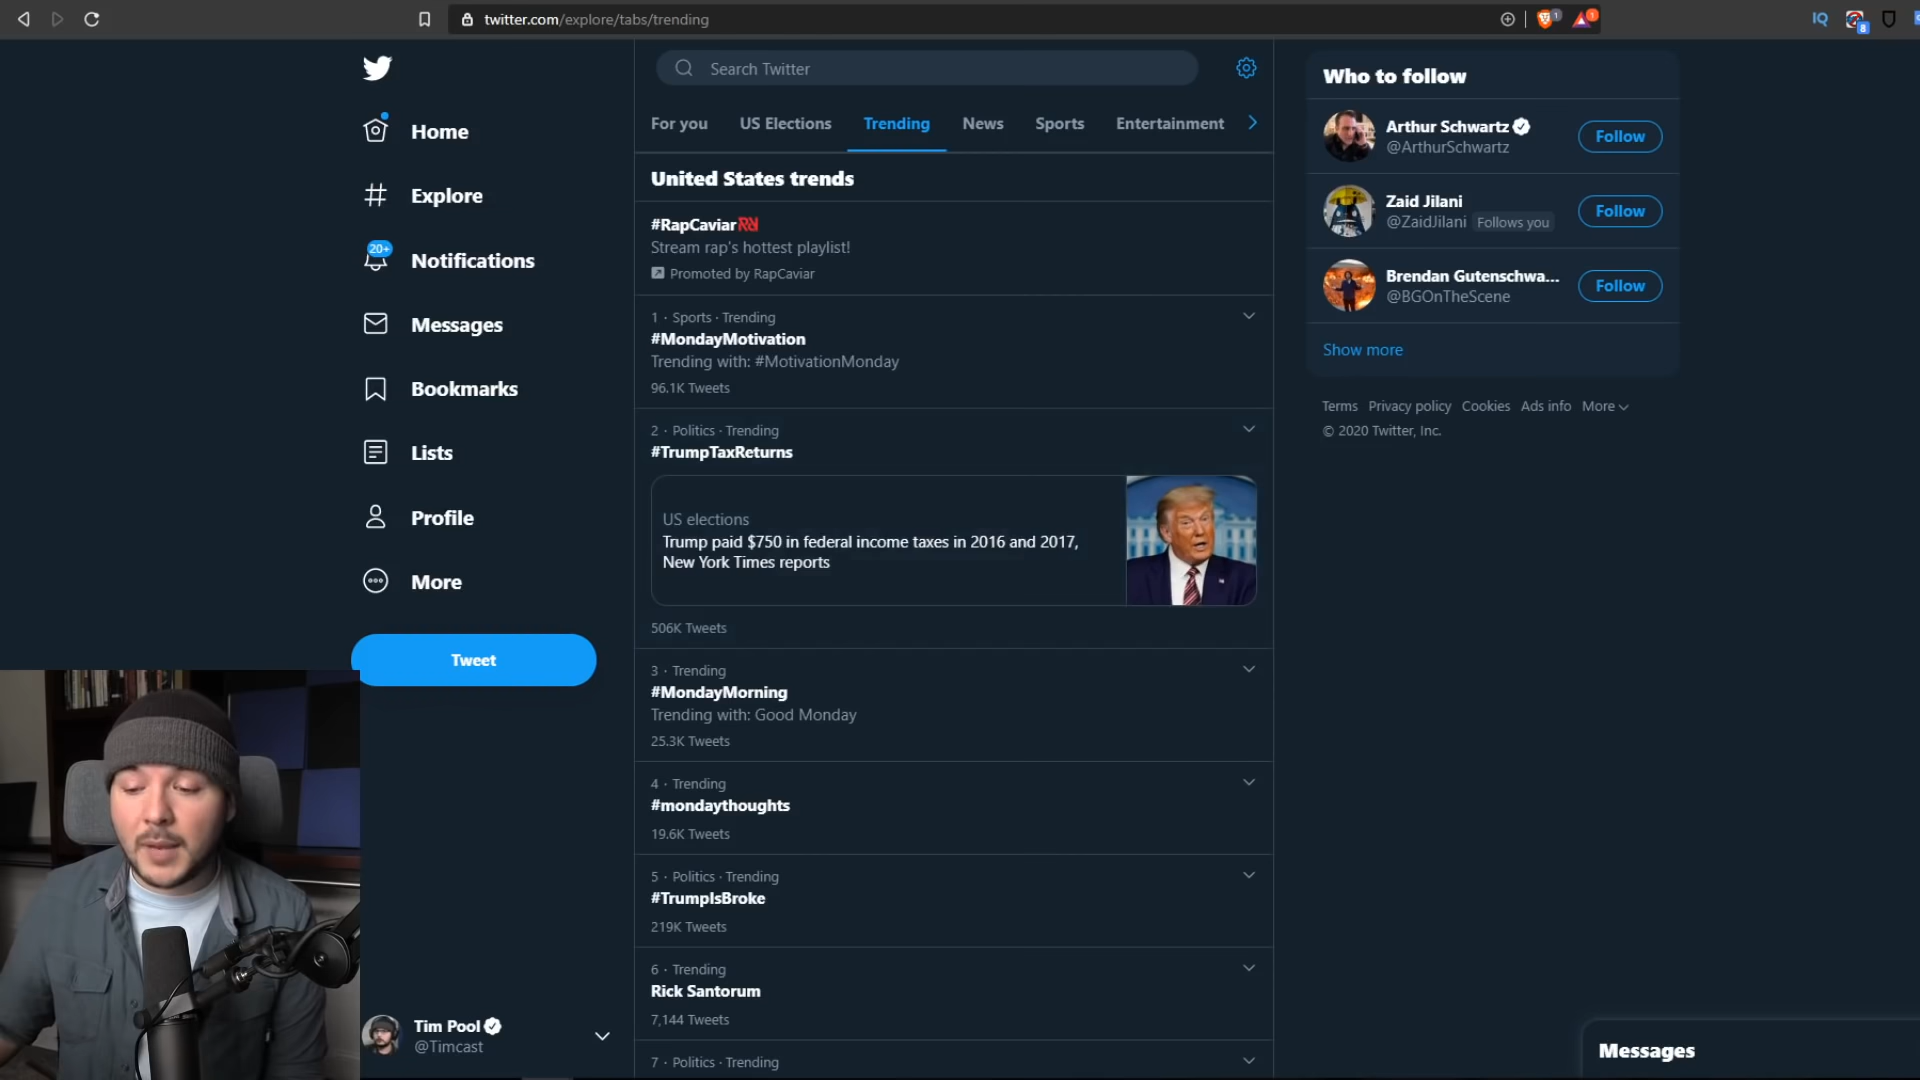 twitter.com/explore/tabs/trending
1
1
IQ
8
Home
Explore
20+
Notifications
Messages
Bookmarks
Lists
Profile
More
Tweet
Tim Pool
@Timcast
Search Twitter
For you
US Elections
Trending
News
Sports
Entertainment
United States trends
#RapCaviar
Stream rap's hottest playlist!
Promoted by RapCaviar
1 · Sports · Trending
#MondayMotivation
Trending with: #MotivationMonday
96.1K Tweets
2 · Politics · Trending
#TrumpTaxReturns
US elections
Trump paid $750 in federal income taxes in 2016 and 2017,
New York Times reports
506K Tweets
3 · Trending
#MondayMorning
Trending with: Good Monday
25.3K Tweets
4 · Trending
#mondaythoughts
19.6K Tweets
5 · Politics · Trending
#TrumpIsBroke
219K Tweets
6 · Trending
Rick Santorum
7,144 Tweets
7 · Politics · Trending
Who to follow
Arthur Schwartz
@ArthurSchwartz
Follow
Zaid Jilani
@ZaidJilani Follows you
Follow
Brendan Gutenschwa...
@BGOnTheScene
Follow
Show more
Terms Privacy policy Cookies Ads info More
© 2020 Twitter, Inc.
Messages